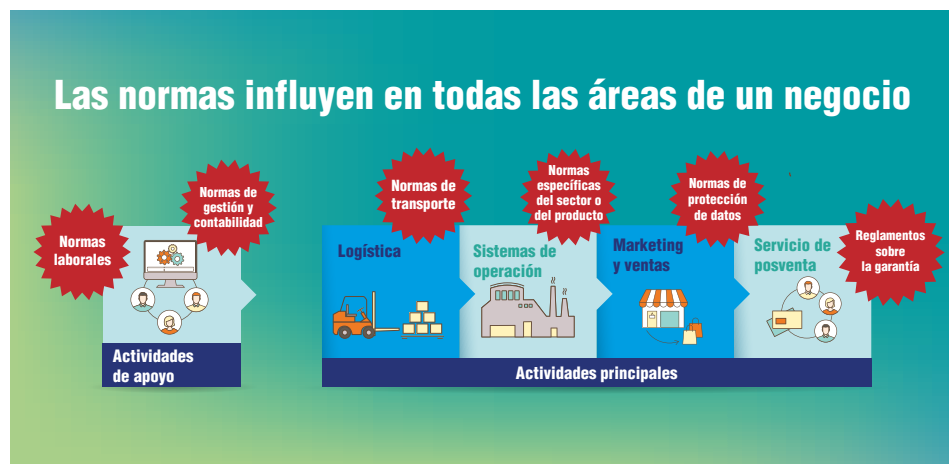 Las normas influyen en todas las áreas de un negocio
Normas
laborales
Normas de
gestión y
contabilidad
Actividades
de apoyo
Normas de
transporte
Normas
específicas
del sector o
del producto
Normas de
protección
de datos
Reglamentos
sobre
la garantía
Logística
Sistemas de
operación
Marketing
y ventas
Servicio de
posventa
Actividades principales